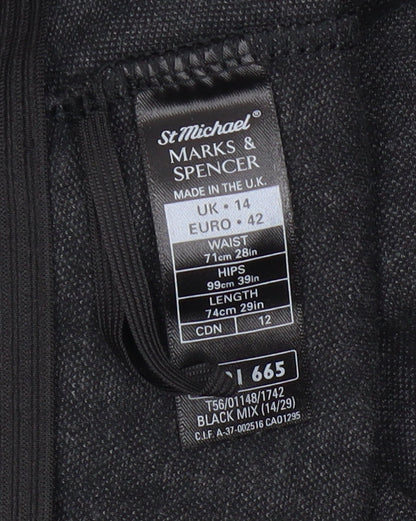 St Michael®
MARKS &
SPENCER
MADE IN THE U.K.
UK • 14
EURO • 42
WAIST
71cm 28in
HIPS
99cm 39in
LENGTH
74cm 29in
CDN 12
665
T56/01148/1742
BLACK MIX (14/29)
C.I.F. A-37-002516 CAO1295